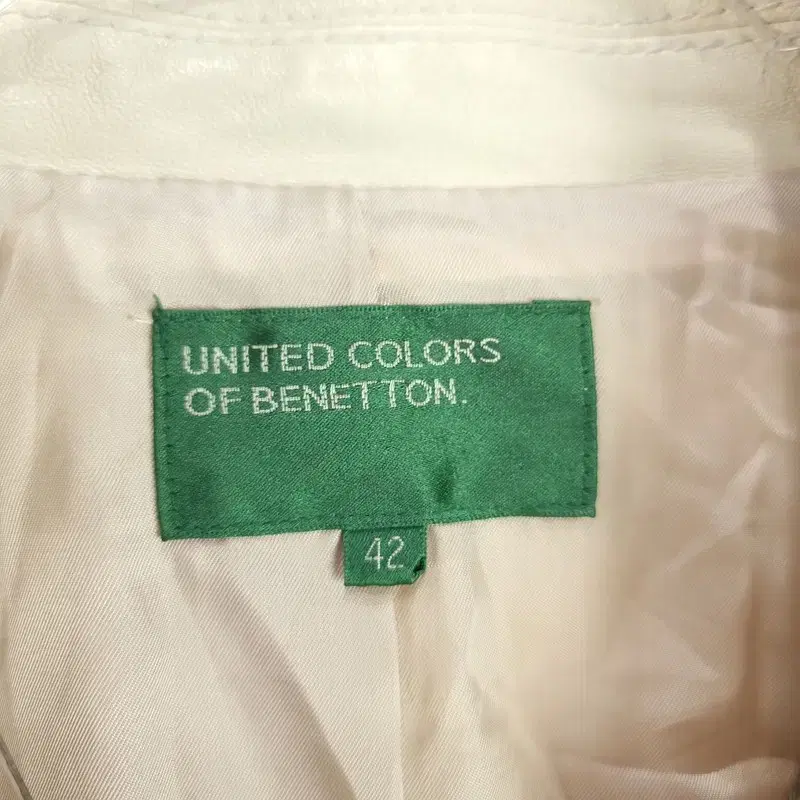 UNITED COLORS
OF BENETTON.
42